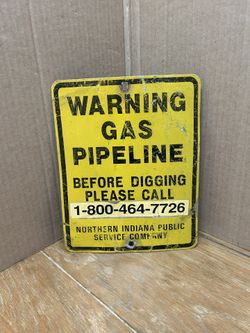 WARNING
GAS
PIPELINE
BEFORE DIGGING
PLEASE CALL
1-800-464-7726
NORTHERN INDIANA PUBLIC
SERVICE COMPANY